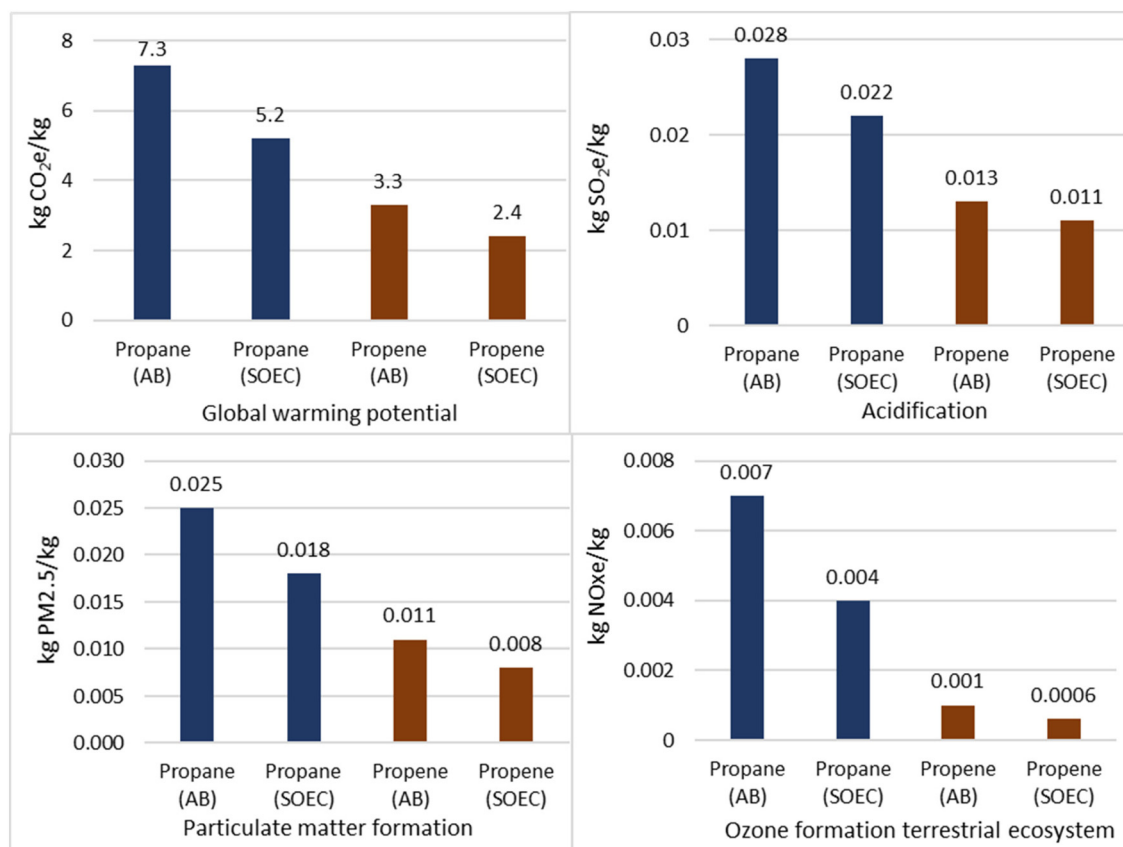 kg CO₂e/kg
8
6
4
2
0
7.3
5.2
3.3
2.4
Propane
(AB)
Propane
(SOEC)
Propene
(AB)
Propene
(SOEC)
Global warming potential
kg SO₂e/kg
0.03
0.02
0.01
0
0.028
0.022
0.013
0.011
Propane
(AB)
Propane
(SOEC)
Propene
(AB)
Propene
(SOEC)
Acidification
kg PM2.5/kg
0.030
0.025
0.020
0.015
0.010
0.005
0.000
0.025
0.018
0.011
0.008
Propane
(AB)
Propane
(SOEC)
Propene
(AB)
Propene
(SOEC)
Particulate matter formation
kg NOxe/kg
0.008
0.006
0.004
0.002
0
0.007
0.004
0.001
0.0006
Propane
(AB)
Propane
(SOEC)
Propene
(AB)
Propene
(SOEC)
Ozone formation terrestrial ecosystem